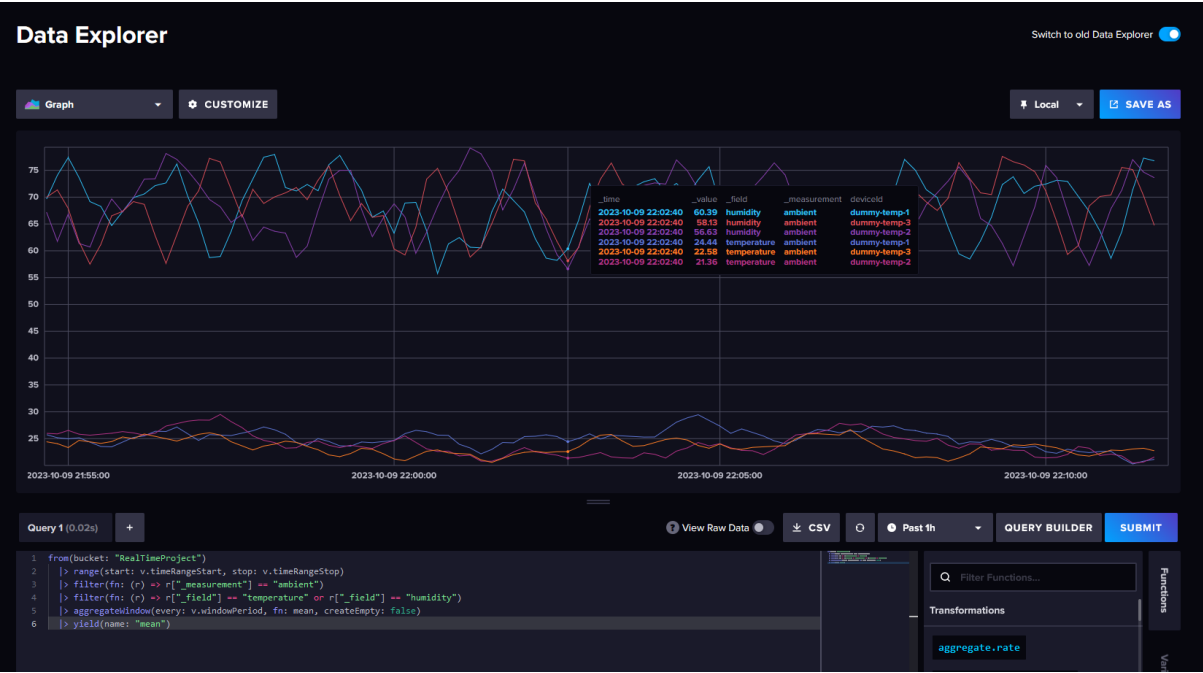 Data Explorer
Switch to old Data Explorer
Graph
CUSTOMIZE
Local
SAVE AS
75
70
65
60
55
50
45
40
35
30
25
_time _value _field _measurement deviceId
2023-10-09 22:02:40 60.39 humidity ambient dummy-temp-1
2023-10-09 22:02:40 58.13 humidity ambient dummy-temp-3
2023-10-09 22:02:40 56.63 humidity ambient dummy-temp-2
2023-10-09 22:02:40 24.44 temperature ambient dummy-temp-1
2023-10-09 22:02:40 22.58 temperature ambient dummy-temp-3
2023-10-09 22:02:40 21.36 temperature ambient dummy-temp-2
2023-10-09 21:55:00 2023-10-09 22:00:00 2023-10-09 22:05:00 2023-10-09 22:10:00
Query 1 (0.02s)
+
? View Raw Data
CSV
Past 1h
QUERY BUILDER
SUBMIT
1 from(bucket: "RealTimeProject")
2 |> range(start: v.timeRangeStart, stop: v.timeRangeStop)
3 |> filter(fn: (r) => r["_measurement"] == "ambient")
4 |> filter(fn: (r) => r["_field"] == "temperature" or r["_field"] == "humidity")
5 |> aggregateWindow(every: v.windowPeriod, fn: mean, createEmpty: false)
6 |> yield(name: "mean")
Filter Functions...
Transformations
aggregate.rate
Functions